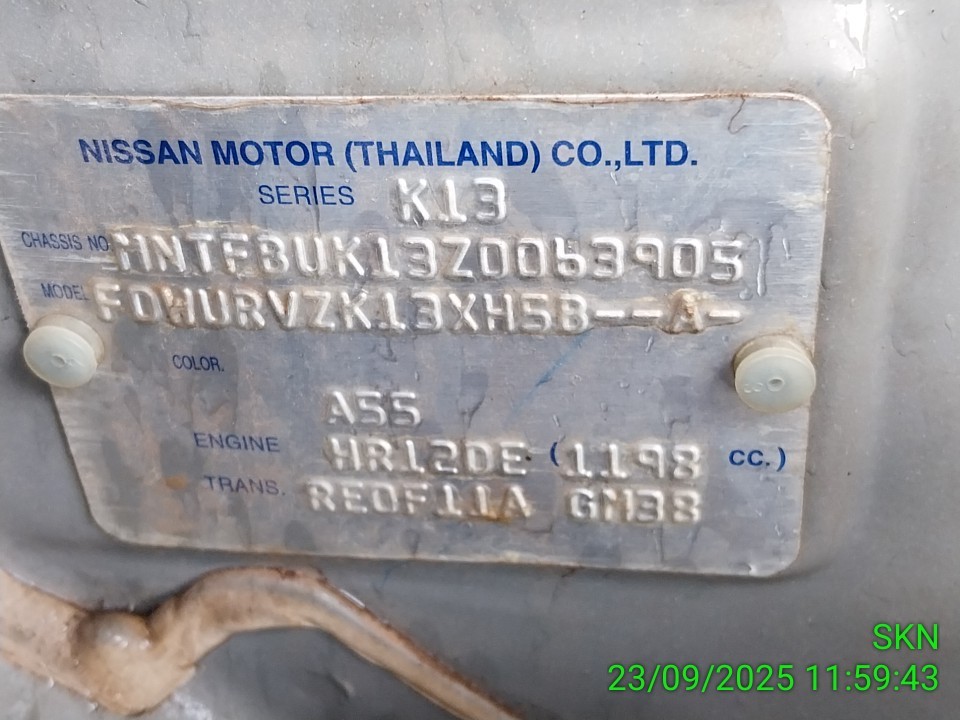 NISSAN MOTOR (THAILAND) CO.,LTD.
SERIES K13
CHASSIS NO. MNTFBUK13Z0063905
MODEL FDWURVZK13XH5B--A-
COLOR.
A55
ENGINE HR12DE (1198 CC.)
TRANS. RE0F11A GM38
SKN
23/09/2025 11:59:43